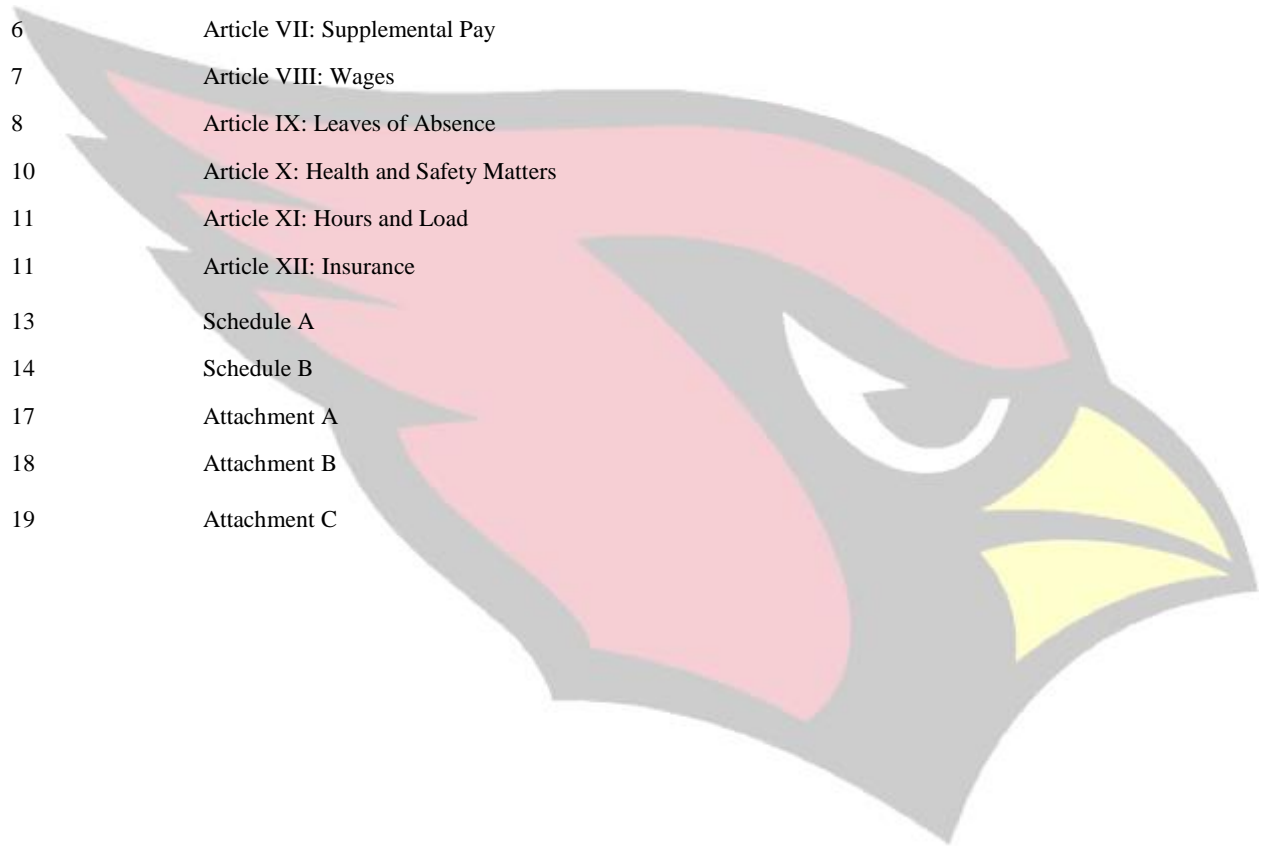 6 Article VII: Supplemental Pay
7 Article VIII: Wages
8 Article IX: Leaves of Absence
10 Article X: Health and Safety Matters
11 Article XI: Hours and Load
11 Article XII: Insurance
13 Schedule A
14 Schedule B
17 Attachment A
18 Attachment B
19 Attachment C